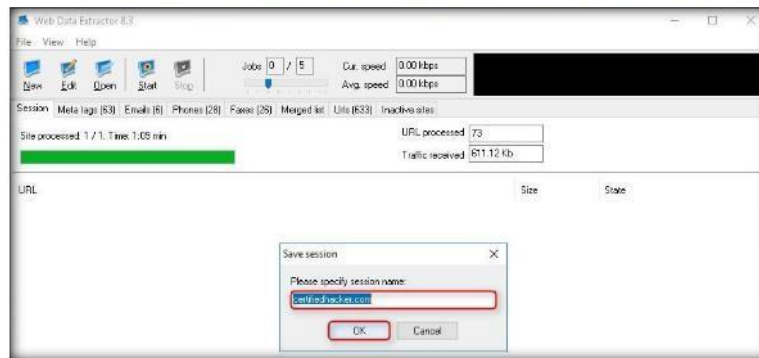 Web Data Extractor 8.3
File View Help
New Edit Open Start Stop Jobs 0 / 5 Cur. speed 0.00 kbps
Avg. speed 0.00 kbps
Session Meta tags (63) Emails (6) Phones (28) Faxes (26) Merged list Urls (633) Inactive sites
Site processed: 1 / 1. Time: 1:09 min URL processed 73
Traffic received 611.12 Kb
URL Size State
Save session
Please specify session name:
certifiedhacker.com
OK Cancel